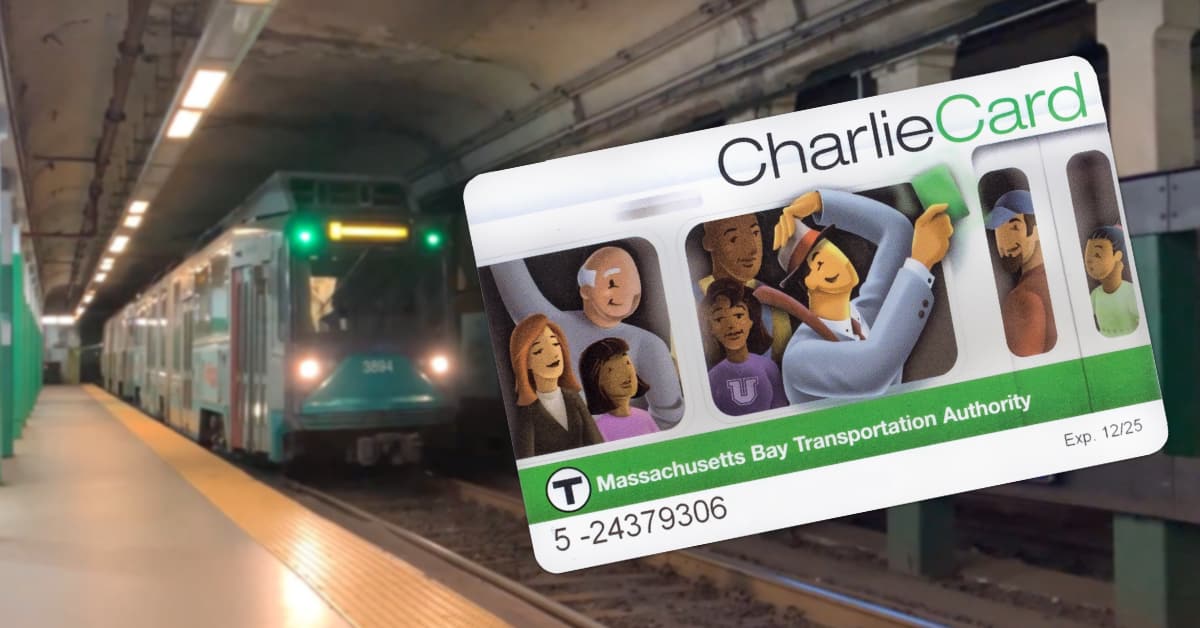 CharlieCard
3894
U
T Massachusetts Bay Transportation Authority
Exp. 12/25
5 -24379306